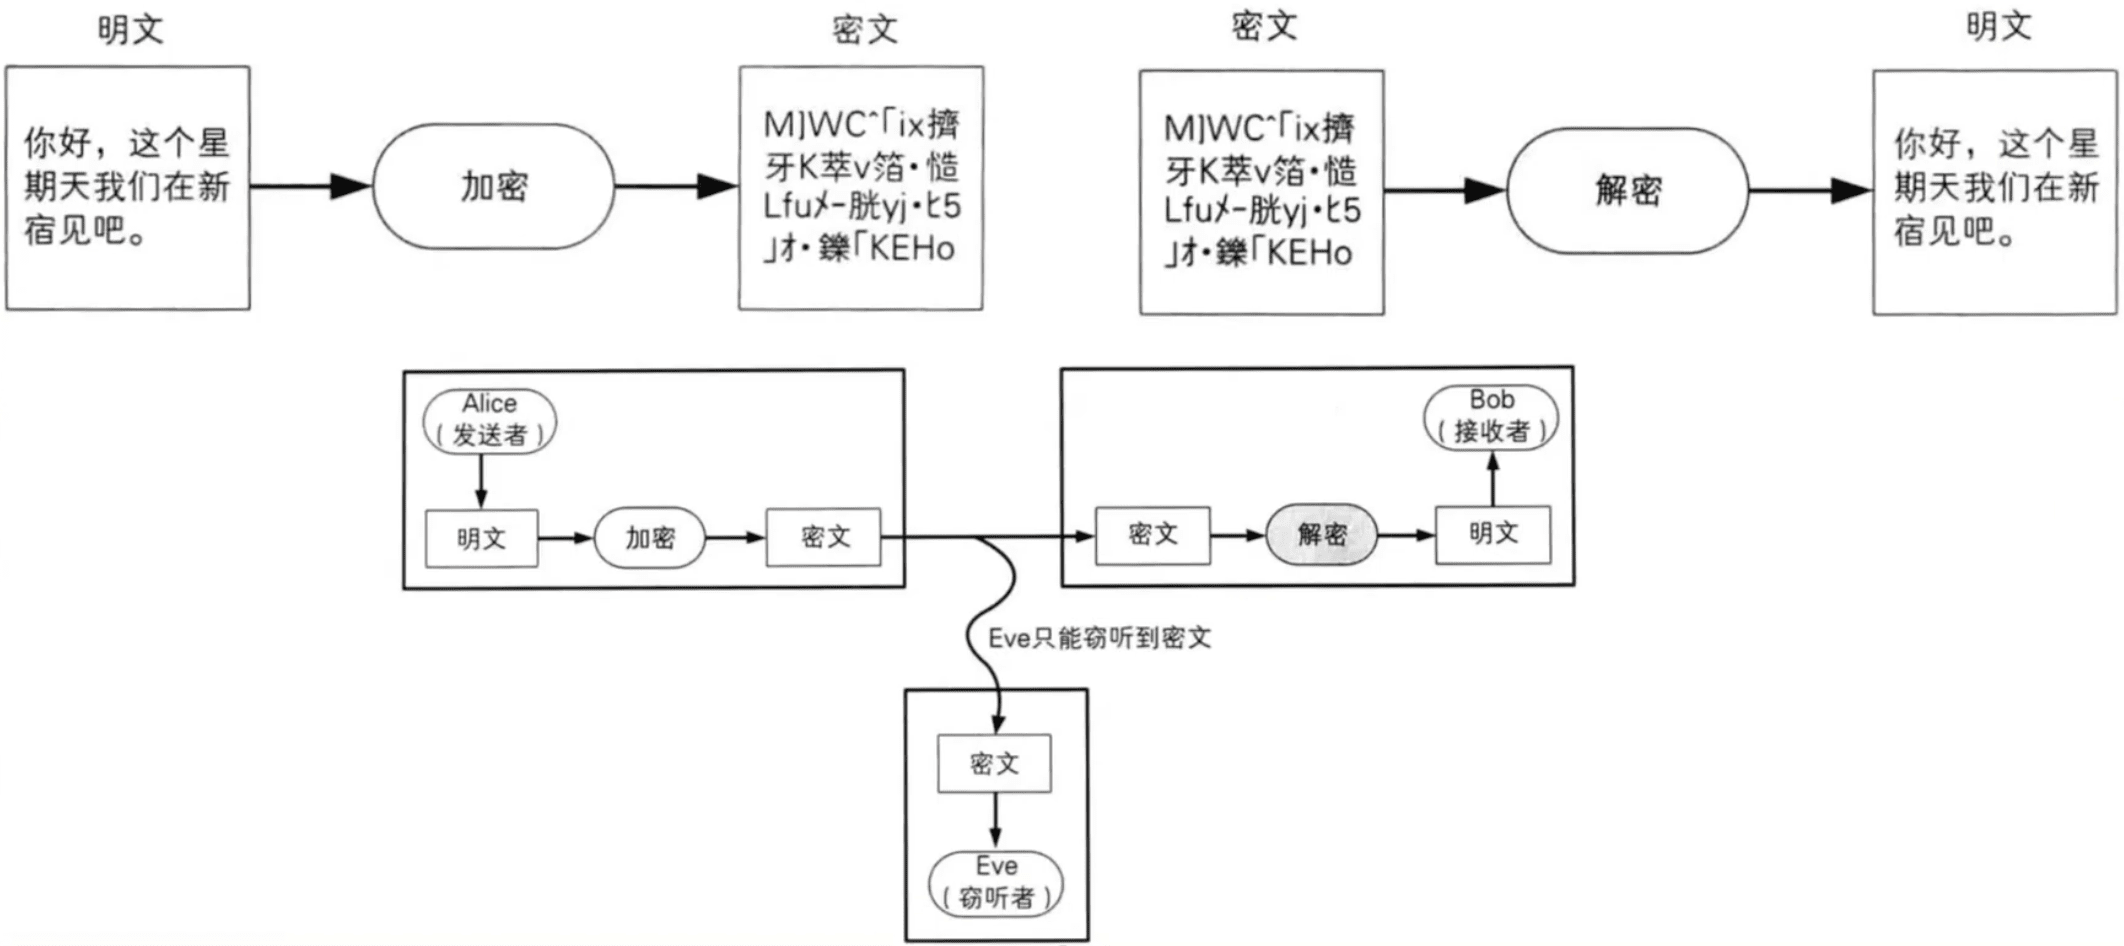 明文
你好，这个星
期天我们在新
宿见吧。
加密
密文
M]WC^「ix擠
牙K萃v箔·慥
Lfuﾒ-胱yj·ﾋ5
」ｵ·鑠「KEHo
密文
M]WC^「ix擠
牙K萃v箔·慥
Lfuﾒ-胱yj·ﾋ5
」ｵ·鑠「KEHo
解密
明文
你好，这个星
期天我们在新
宿见吧。
Alice
（发送者）
明文
加密
密文
Bob
（接收者）
密文
解密
明文
Eve只能窃听到密文
密文
Eve
（窃听者）